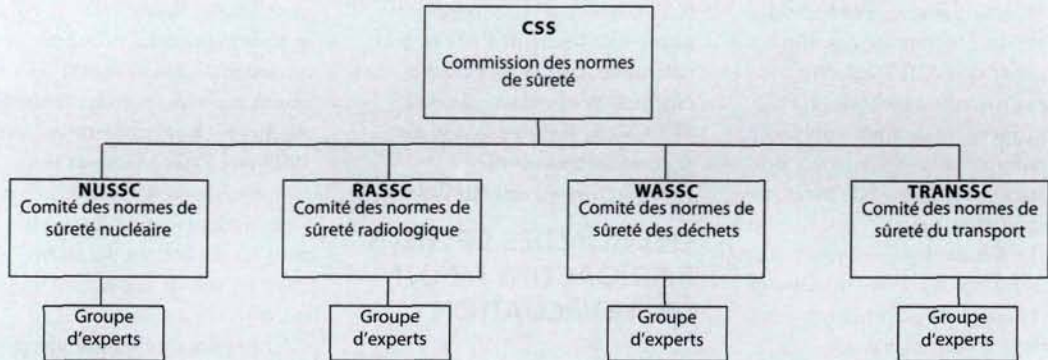 CSS
Commission des normes
de sûreté
NUSSC
Comité des normes de
sûreté nucléaire
RASSC
Comité des normes de
sûreté radiologique
WASSC
Comité des normes de
sûreté des déchets
TRANSSC
Comité des normes de
sûreté du transport
Groupe
d'experts
Groupe
d'experts
Groupe
d'experts
Groupe
d'experts